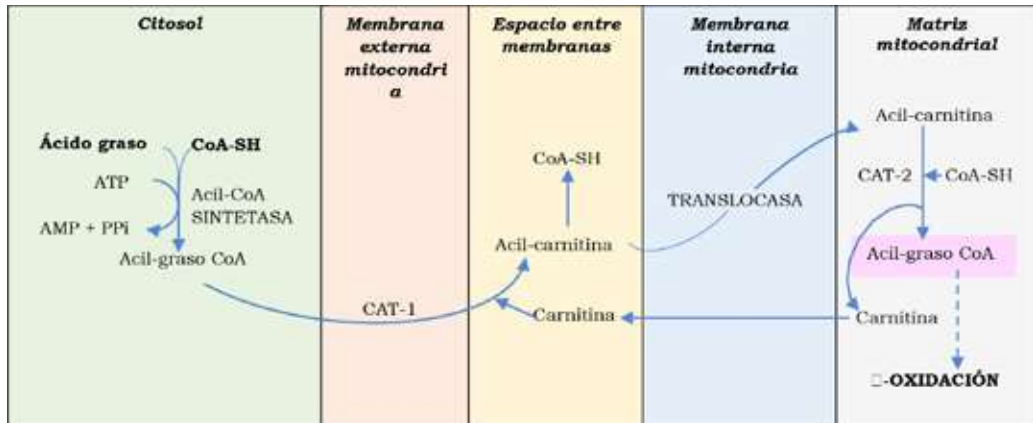 Citosol
Membrana
externa
mitocondri
a
Espacio entre
membranas
Membrana
interna
mitocondria
Matriz
mitocondrial
Ácido graso
CoA-SH
ATP
Acil-CoA
SINTETASA
AMP + PPi
Acil-graso CoA
CAT-1
CoA-SH
Acil-carnitina
Carnitina
TRANSLOCASA
Acil-carnitina
CAT-2
CoA-SH
Acil-graso CoA
Carnitina
□-OXIDACIÓN